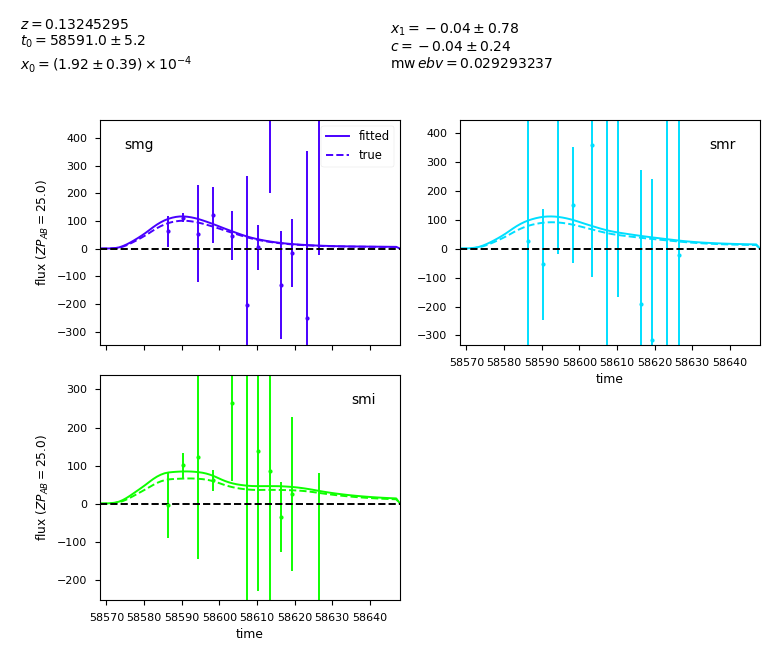 z = 0.13245295
t₀ = 58591.0 ± 5.2
x₀ = (1.92 ± 0.39) × 10⁻⁴
x₁ = −0.04 ± 0.78
c = −0.04 ± 0.24
mw ebv = 0.029293237
smg
fitted
true
400
300
200
100
0
−100
−200
−300
flux (ZP_AB = 25.0)
smr
400
300
200
100
0
−100
−200
−300
58570 58580 58590 58600 58610 58620 58630 58640
time
smi
300
200
100
0
−100
−200
flux (ZP_AB = 25.0)
58570 58580 58590 58600 58610 58620 58630 58640
time